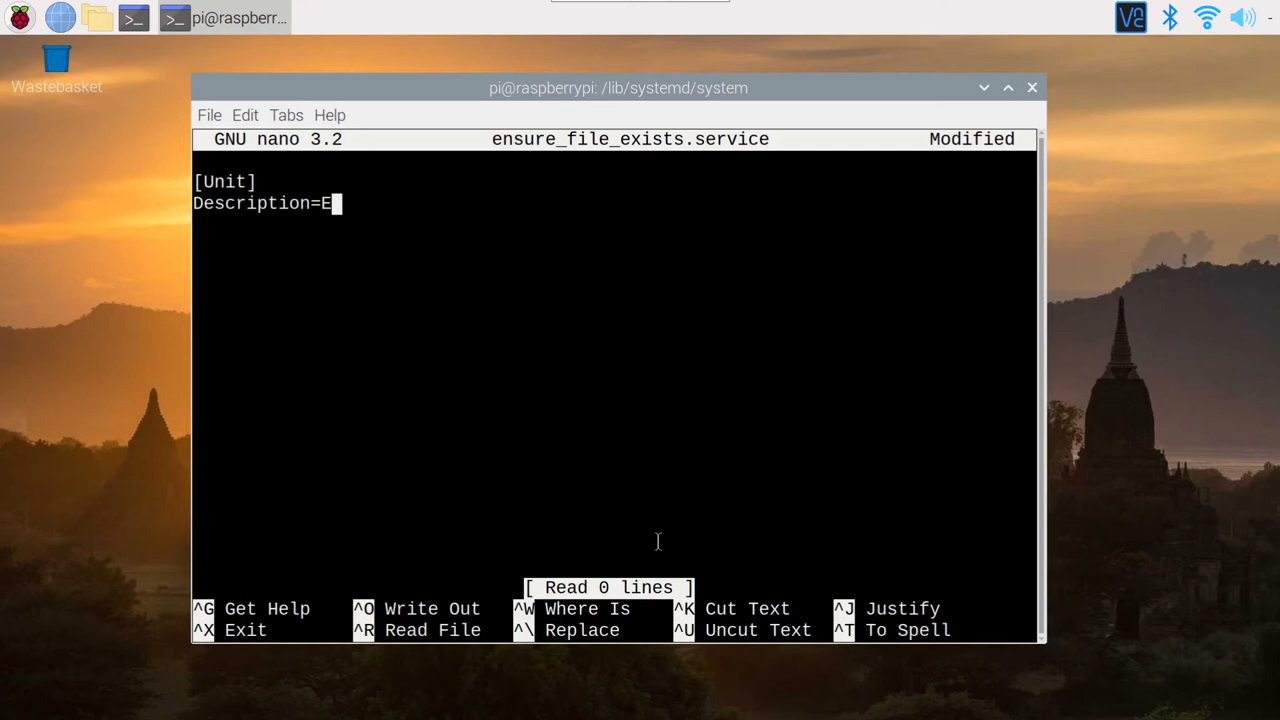 pi@raspberr...
Wastebasket
pi@raspberrypi: /lib/systemd/system
File Edit Tabs Help
GNU nano 3.2 ensure_file_exists.service Modified
[Unit]
Description=E
[ Read 0 lines ]
^G Get Help ^O Write Out ^W Where Is ^K Cut Text ^J Justify
^X Exit ^R Read File ^\ Replace ^U Uncut Text ^T To Spell